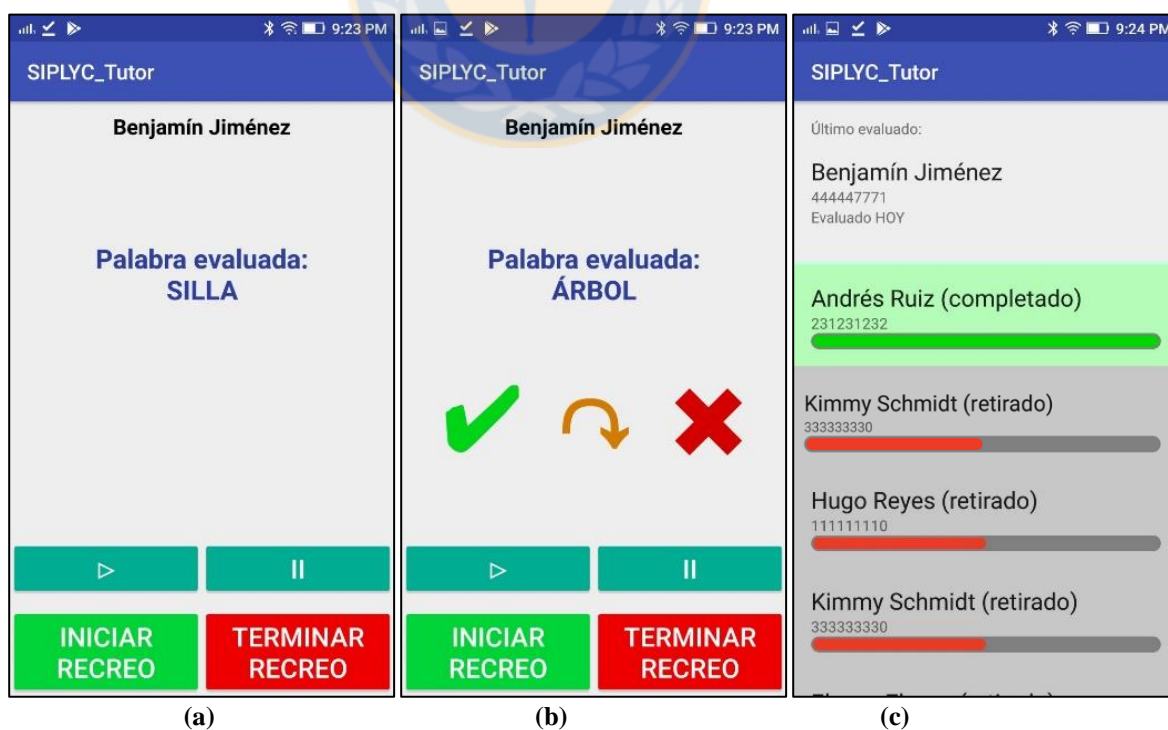 9:23 PM
SIPLYC_Tutor
Benjamín Jiménez
Palabra evaluada:
SILLA
INICIAR
RECREO
TERMINAR
RECREO
(a)
9:23 PM
SIPLYC_Tutor
Benjamín Jiménez
Palabra evaluada:
ÁRBOL
INICIAR
RECREO
TERMINAR
RECREO
(b)
9:24 PM
SIPLYC_Tutor
Último evaluado:
Benjamín Jiménez
444447771
Evaluado HOY
Andrés Ruiz (completado)
231231232
Kimmy Schmidt (retirado)
333333330
Hugo Reyes (retirado)
111111110
Kimmy Schmidt (retirado)
333333330
(c)